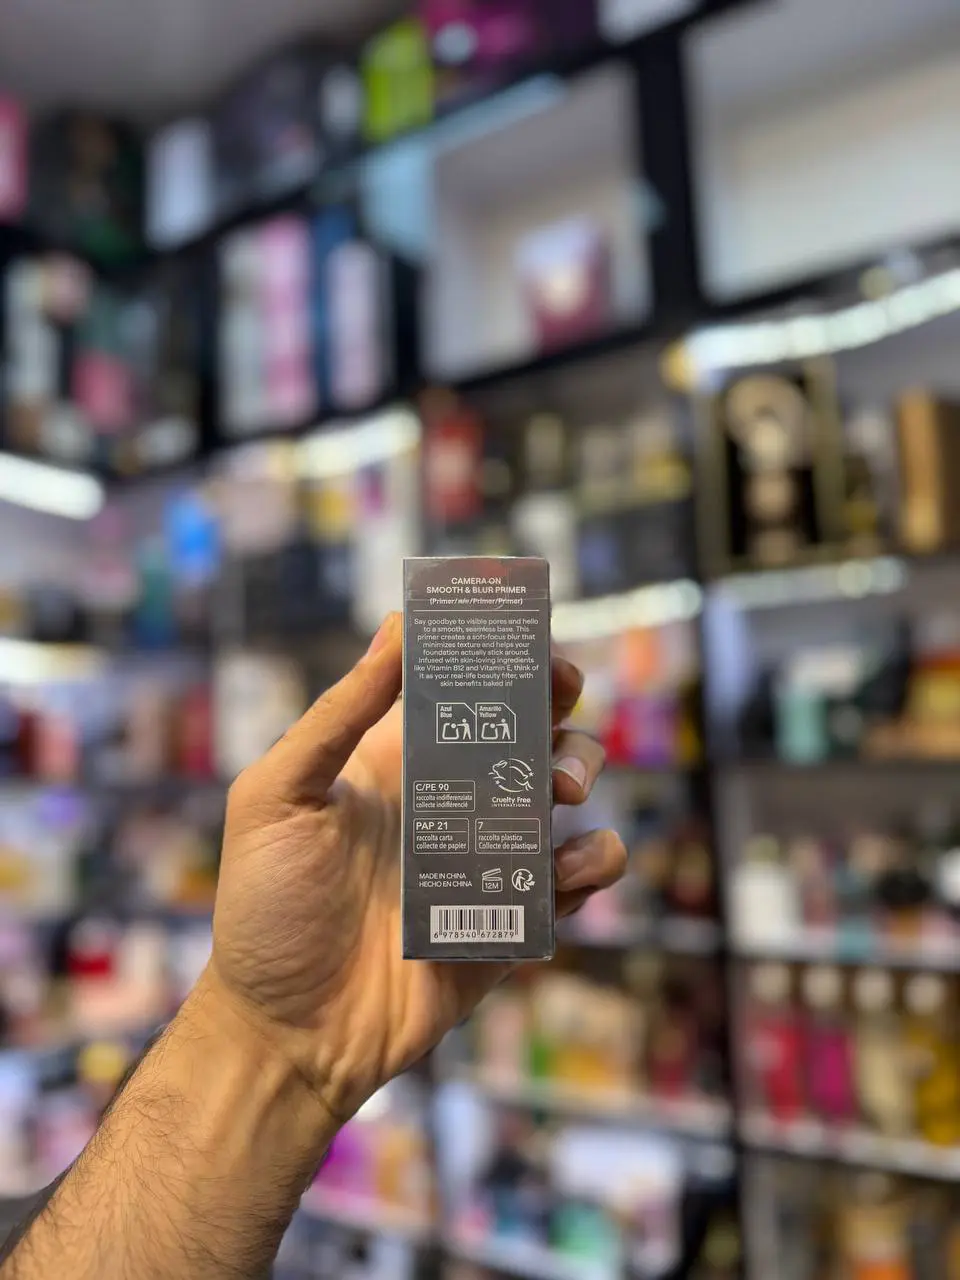 CAMERA ON
SMOOTH & BLUR PRIMER
(Primer/ /Primer/Primer)
Say goodbye to visible pores and hello
to a smooth, seamless base. This
primer creates a soft-focus blur that
minimizes texture and helps your
foundation actually stick around.
Infused with skin-loving ingredients
like Vitamin B12 and Vitamin E, think of
it as your real-life beauty filter, with
skin benefits baked in!
Azul
Blue
Amarillo
Yellow
Cruelty Free
INTERNATIONAL
C/PE 90
raccolta indifferenziata
collecte indifférencié
PAP 21
raccolta carta
collecte de papier
7
raccolta plastica
Collecte de plastique
MADE IN CHINA
HECHO EN CHINA
12M
6 978540 672879